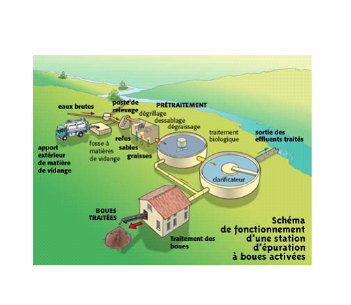 eaux brutes
poste de
relevage
PRÉTRAITEMENT
dégrillage
dessablage
dégraissage
refus
sables
graisses
fosse à
matières
de vidange
apport
extérieur
de matière
de vidange
traitement
biologique
sortie des
effluents traités
clarificateur
BOUES
TRAITÉES
Traitement des
boues
Schéma
de fonctionnement
d'une station
d'épuration
à boues activées